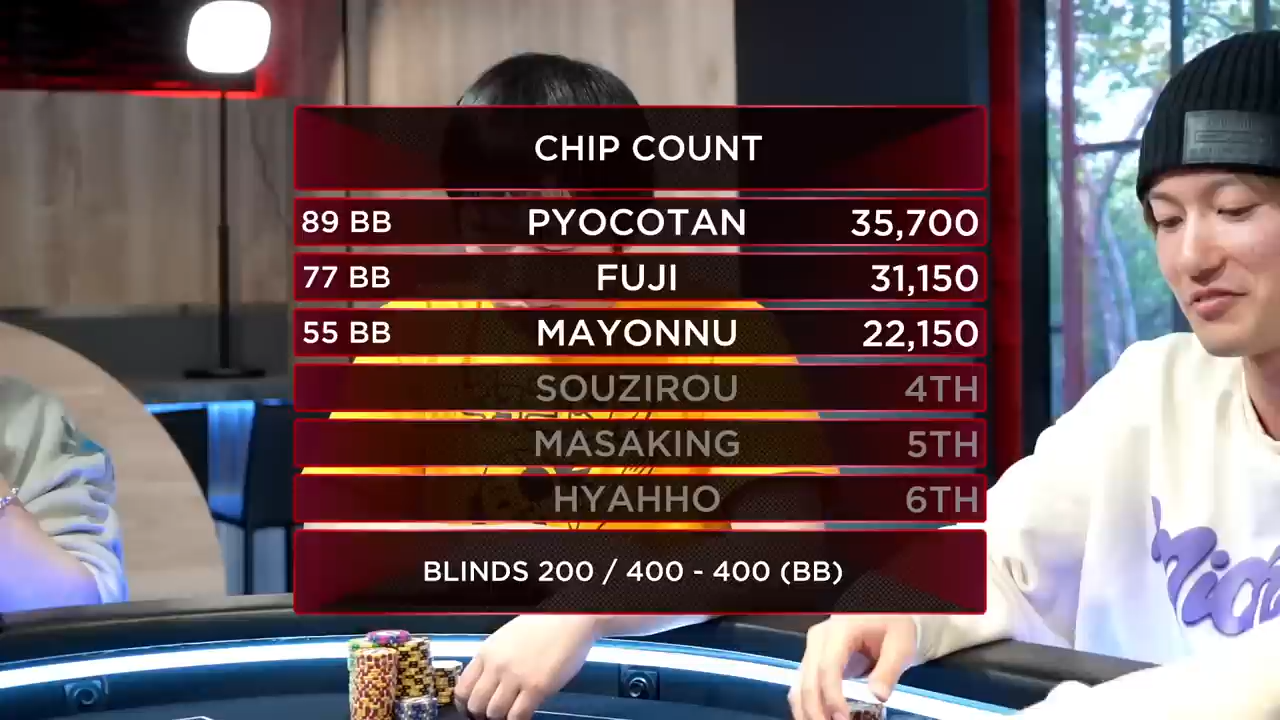 CHIP COUNT
89 BB PYOCOTAN 35,700
77 BB FUJI 31,150
55 BB MAYONNU 22,150
SOUZIROU 4TH
MASAKING 5TH
HYAHHO 6TH
BLINDS 200 / 400 - 400 (BB)